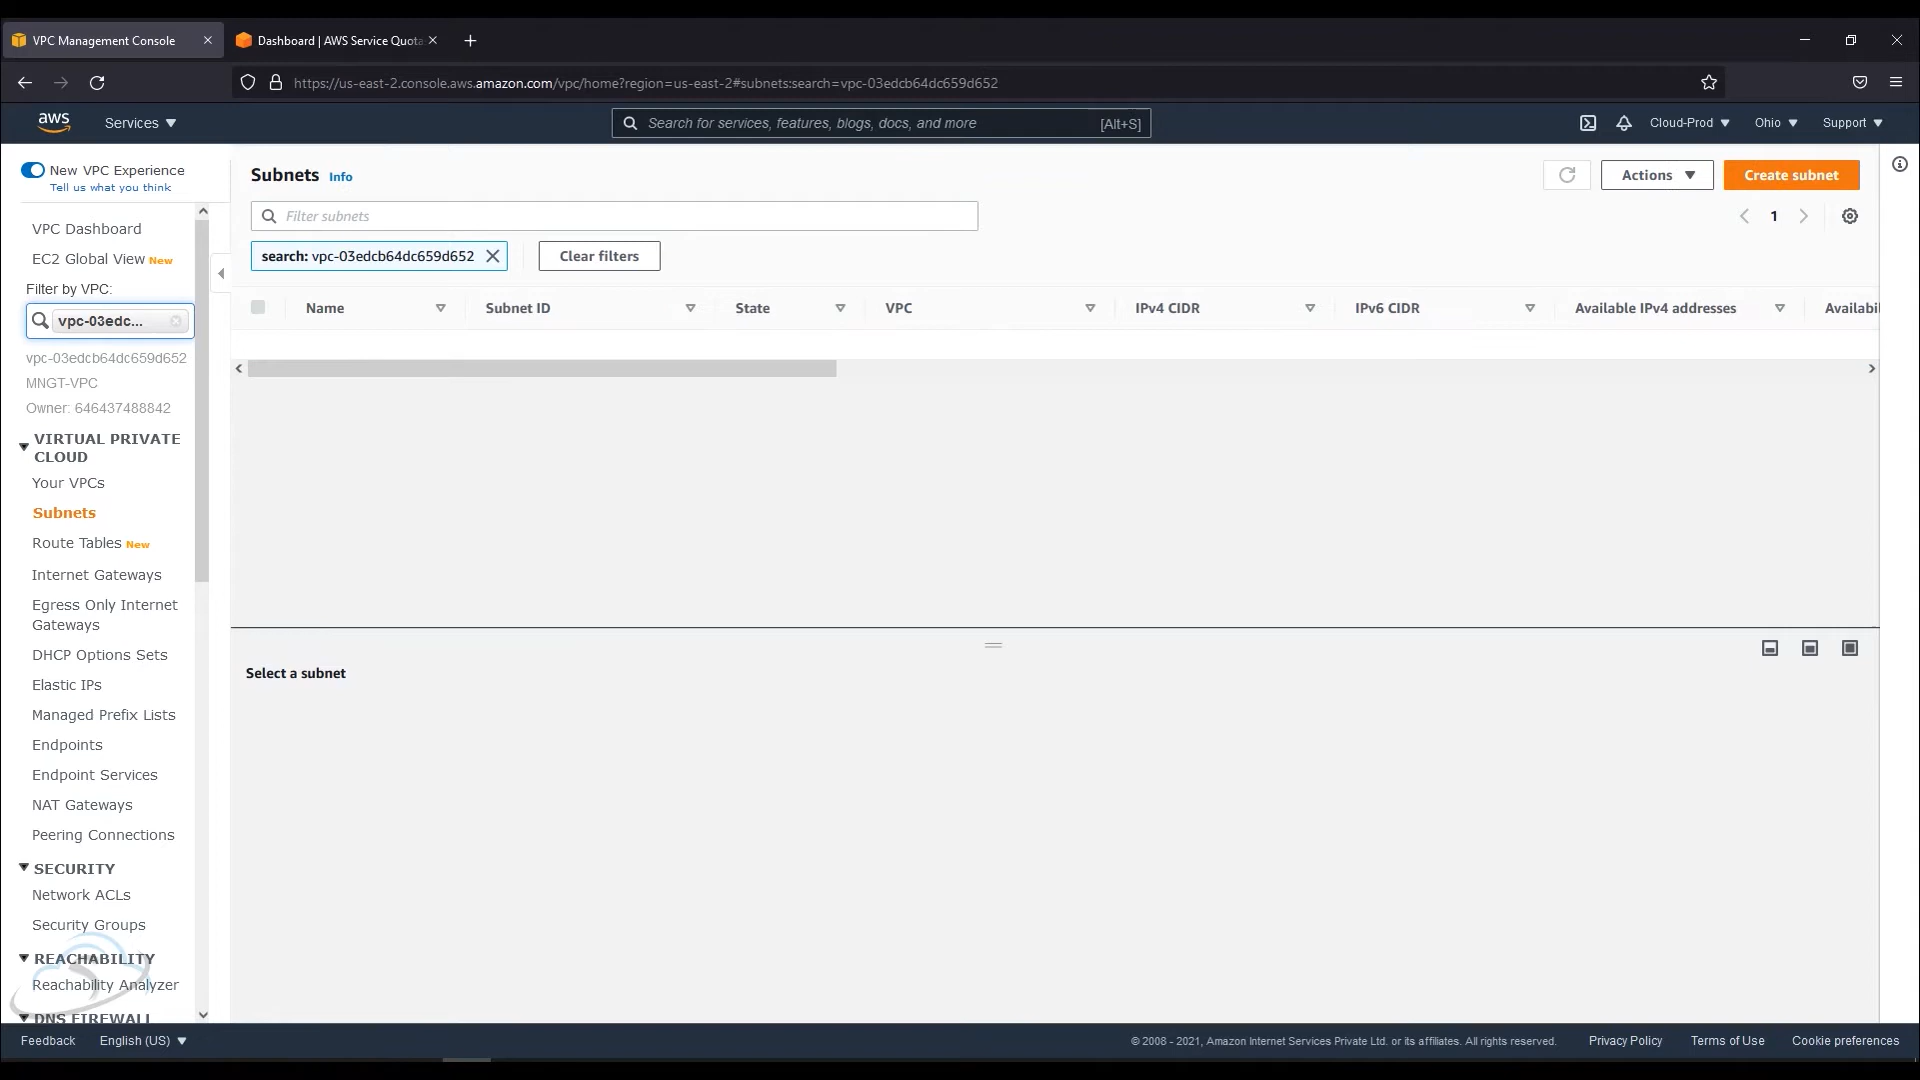 VPC Management Console
Dashboard | AWS Service Quota
https://us-east-2.console.aws.amazon.com/vpc/home?region=us-east-2#subnets:search=vpc-03edcb64dc659d652
aws
Services
Search for services, features, blogs, docs, and more
[Alt+S]
Cloud-Prod
Ohio
Support
New VPC Experience
Tell us what you think
VPC Dashboard
EC2 Global View New
Filter by VPC:
vpc-03edc...
vpc-03edcb64dc659d652
MNGT-VPC
Owner: 646437488842
VIRTUAL PRIVATE
CLOUD
Your VPCs
Subnets
Route Tables New
Internet Gateways
Egress Only Internet
Gateways
DHCP Options Sets
Elastic IPs
Managed Prefix Lists
Endpoints
Endpoint Services
NAT Gateways
Peering Connections
SECURITY
Network ACLs
Security Groups
REACHABILITY
Reachability Analyzer
DNS FIREWALL
Subnets Info
Actions
Create subnet
Filter subnets
1
search: vpc-03edcb64dc659d652
Clear filters
Name
Subnet ID
State
VPC
IPv4 CIDR
IPv6 CIDR
Available IPv4 addresses
Availabil
Select a subnet
Feedback
English (US)
© 2008 - 2021, Amazon Internet Services Private Ltd. or its affiliates. All rights reserved.
Privacy Policy
Terms of Use
Cookie preferences